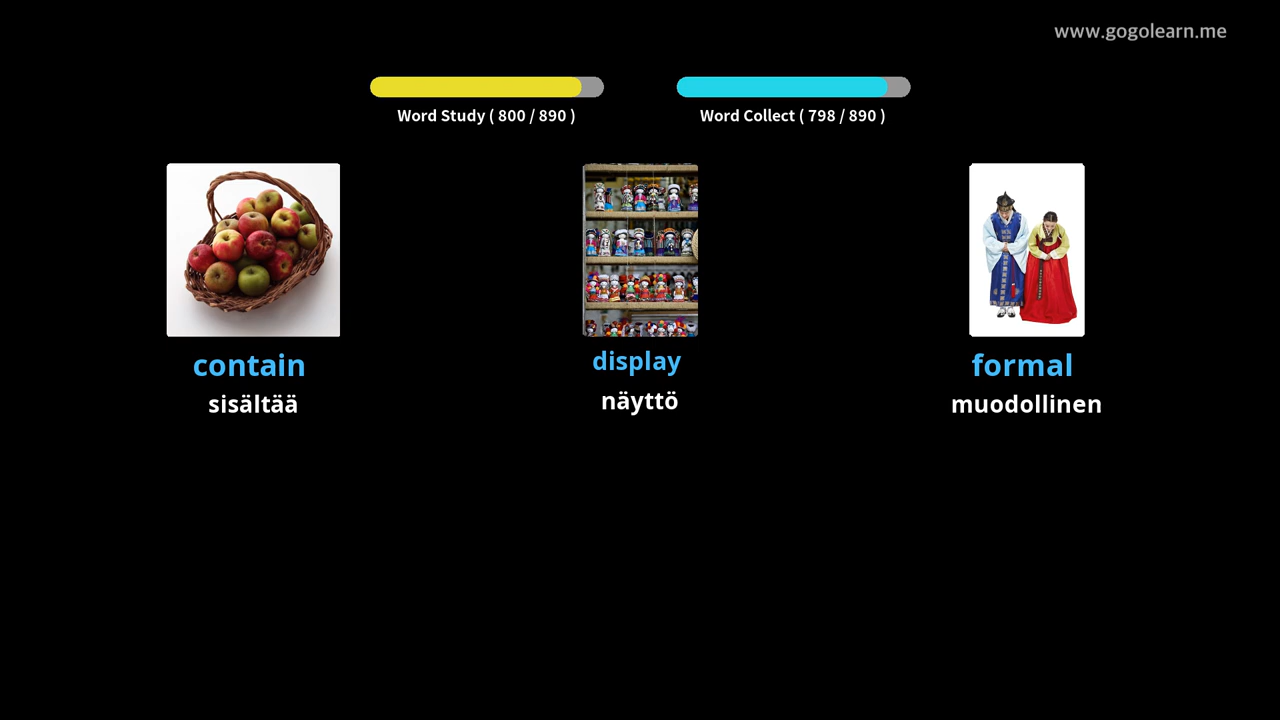 www.gogolearn.me
Word Study ( 800 / 890 )
Word Collect ( 798 / 890 )
contain
sisältää
display
näyttö
formal
muodollinen